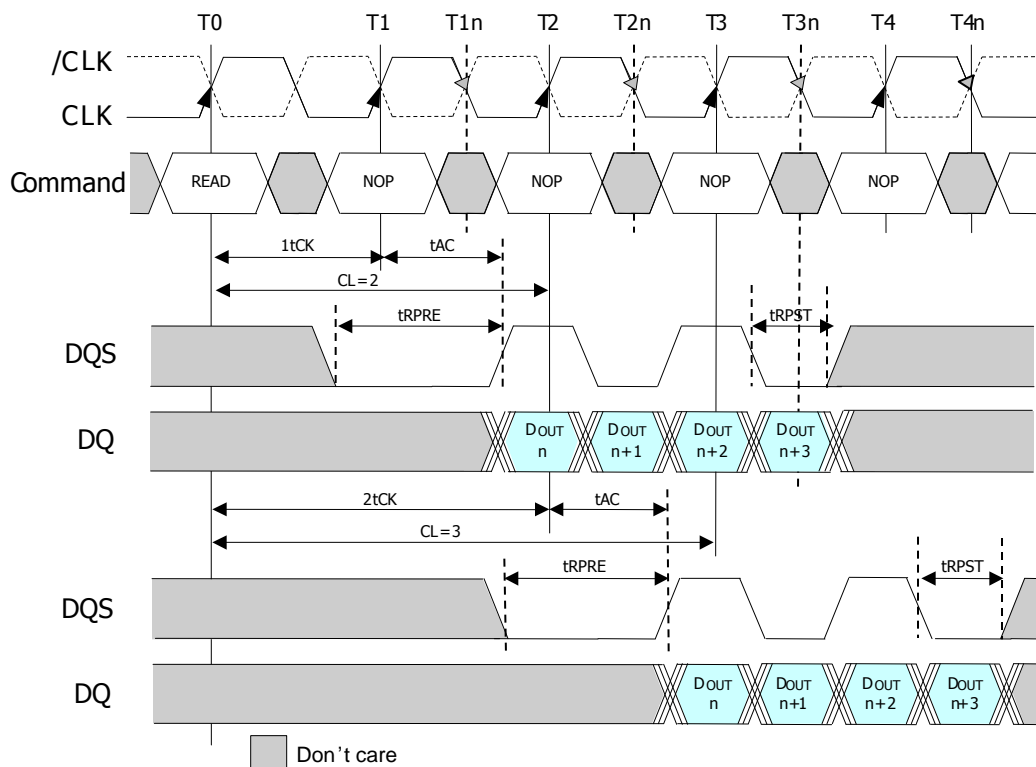 T0 T1 T1n T2 T2n T3 T3n T4 T4n
/CLK
CLK
Command READ NOP NOP NOP NOP
1tCK tAC
CL=2
tRPRE tRPST
DQS
DQ
DOUT n DOUT n+1 DOUT n+2 DOUT n+3
2tCK tAC
CL=3
tRPRE tRPST
DQS
DQ
DOUT n DOUT n+1 DOUT n+2 DOUT n+3
Don't care